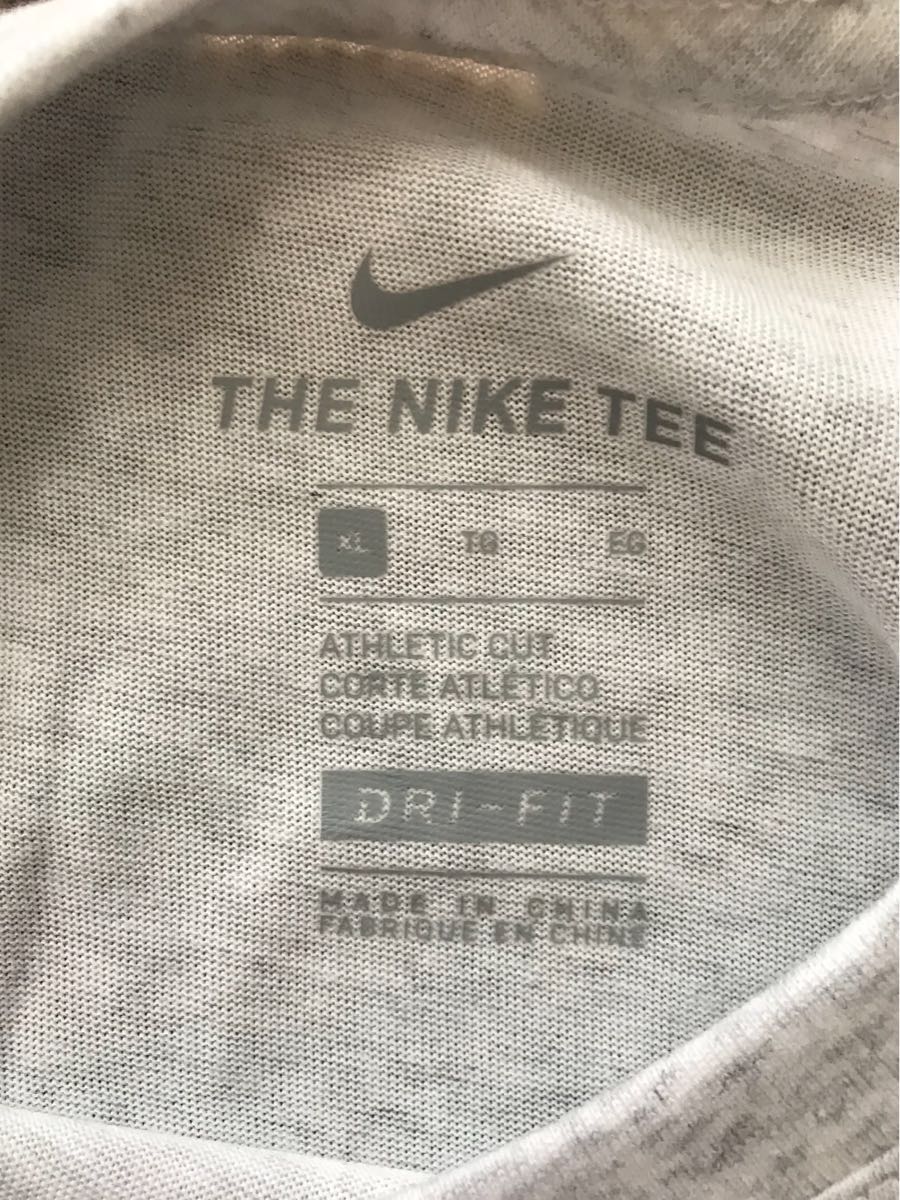 THE NIKE TEE
XL TG EG
ATHLETIC CUT
CORTE ATLÉTICO
COUPE ATHLÉTIQUE
DRI-FIT
MADE IN CHINA
FABRIQUÉ EN CHINE